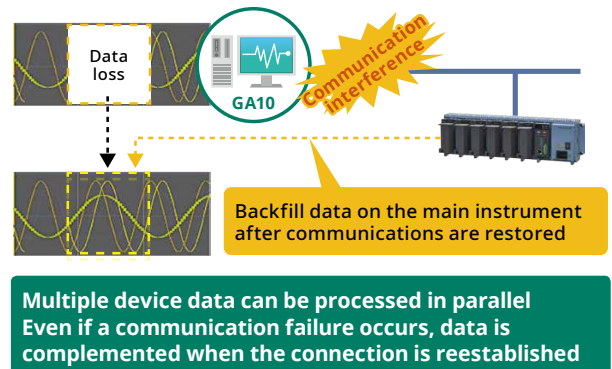 Data
loss
GA10
Communication
interference
Backfill data on the main instrument
after communications are restored
Multiple device data can be processed in parallel
Even if a communication failure occurs, data is
complemented when the connection is reestablished